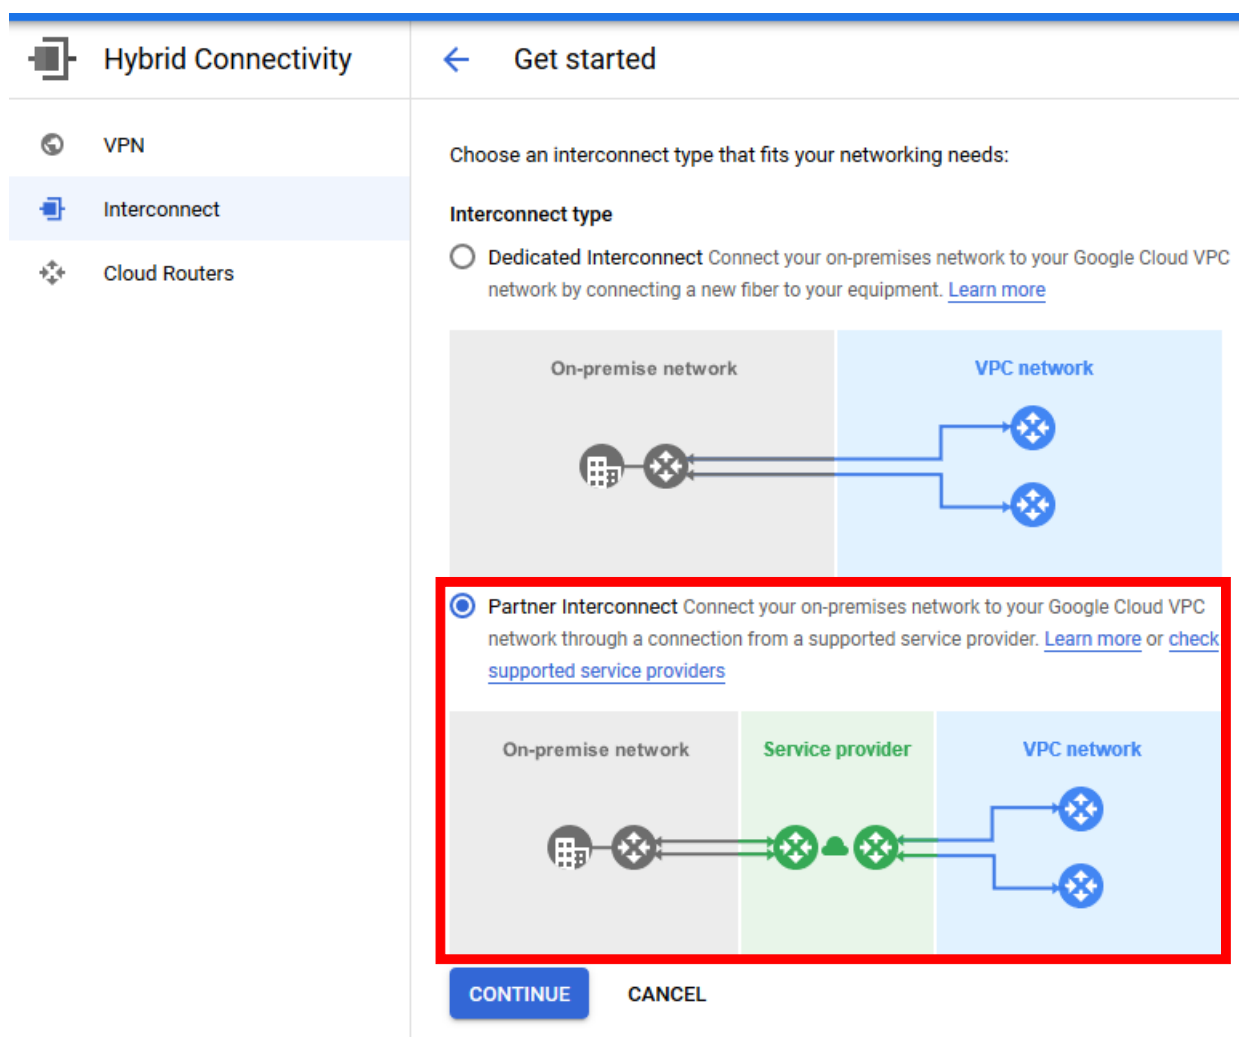 Hybrid Connectivity
Get started
VPN
Interconnect
Cloud Routers
Choose an interconnect type that fits your networking needs:
Interconnect type
Dedicated Interconnect Connect your on-premises network to your Google Cloud VPC
network by connecting a new fiber to your equipment. Learn more
On-premise network
VPC network
Partner Interconnect Connect your on-premises network to your Google Cloud VPC
network through a connection from a supported service provider. Learn more or check
supported service providers
On-premise network
Service provider
VPC network
CONTINUE
CANCEL